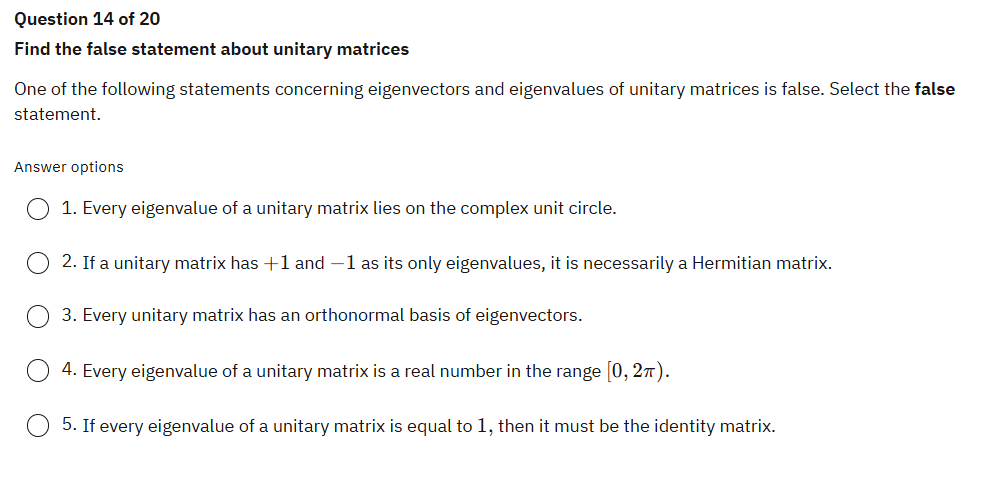 Question 14 of 20
Find the false statement about unitary matrices
One of the following statements concerning eigenvectors and eigenvalues of unitary matrices is false. Select the false
statement.
Answer options
1. Every eigenvalue of a unitary matrix lies on the complex unit circle.
2. If a unitary matrix has +1 and −1 as its only eigenvalues, it is necessarily a Hermitian matrix.
3. Every unitary matrix has an orthonormal basis of eigenvectors.
4. Every eigenvalue of a unitary matrix is a real number in the range [0, 2π).
5. If every eigenvalue of a unitary matrix is equal to 1, then it must be the identity matrix.